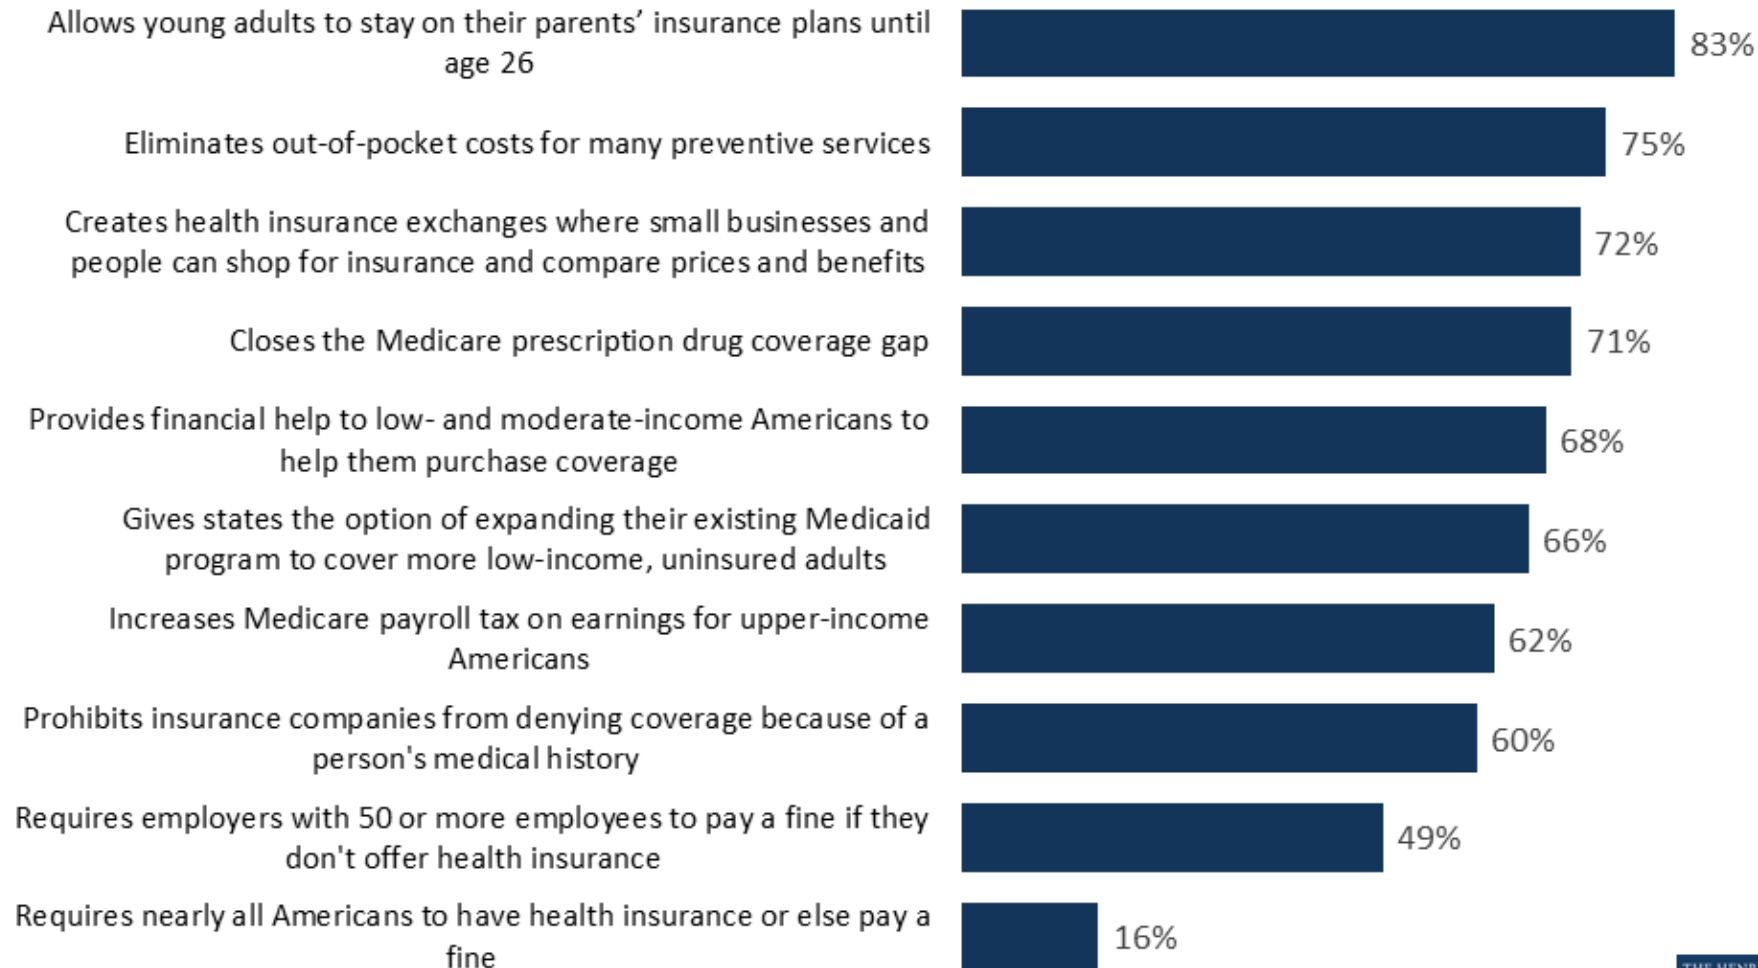 Allows young adults to stay on their parents’ insurance plans until
age 26
83%
Eliminates out-of-pocket costs for many preventive services
75%
Creates health insurance exchanges where small businesses and
people can shop for insurance and compare prices and benefits
72%
Closes the Medicare prescription drug coverage gap
71%
Provides financial help to low- and moderate-income Americans to
help them purchase coverage
68%
Gives states the option of expanding their existing Medicaid
program to cover more low-income, uninsured adults
66%
Increases Medicare payroll tax on earnings for upper-income
Americans
62%
Prohibits insurance companies from denying coverage because of a
person's medical history
60%
Requires employers with 50 or more employees to pay a fine if they
don't offer health insurance
49%
Requires nearly all Americans to have health insurance or else pay a
fine
16%